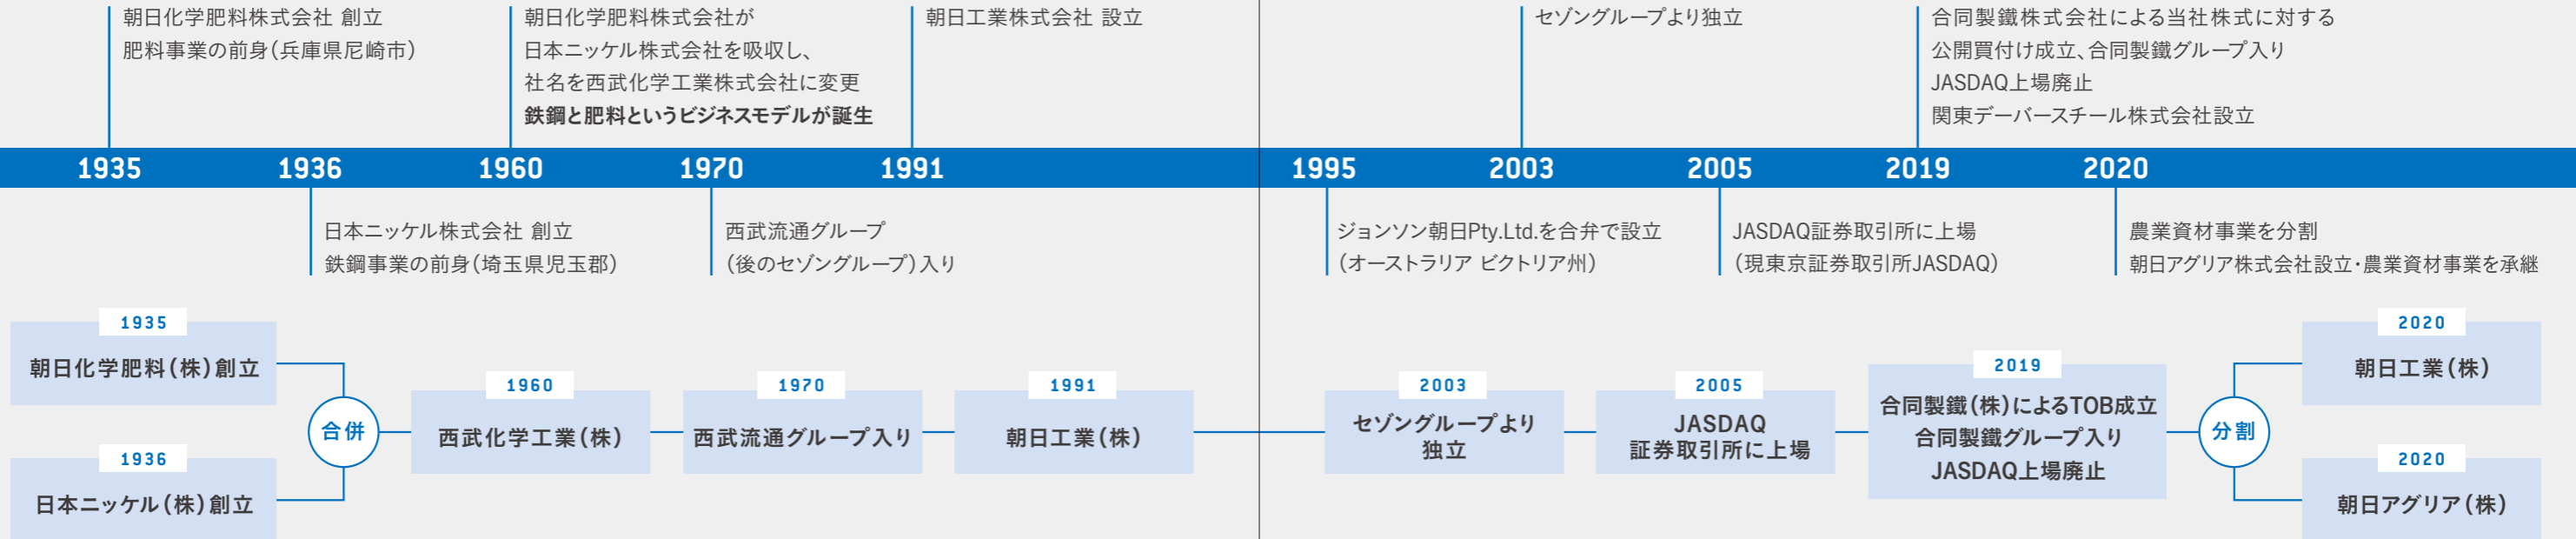 朝日化学肥料株式会社 創立
肥料事業の前身（兵庫県尼崎市）
朝日化学肥料株式会社が
日本ニッケル株式会社を吸収し、
社名を西武化学工業株式会社に変更
鉄鋼と肥料というビジネスモデルが誕生
朝日工業株式会社 設立
セゾングループより独立
合同製鐵株式会社による当社株式に対する
公開買付け成立、合同製鐵グループ入り
JASDAQ上場廃止
関東デーバースチール株式会社設立
1935 1936 1960 1970 1991 1995 2003 2005 2019 2020
日本ニッケル株式会社 創立
鉄鋼事業の前身（埼玉県児玉郡）
西武流通グループ
（後のセゾングループ）入り
ジョンソン朝日Pty.Ltd.を合弁で設立
（オーストラリア ビクトリア州）
JASDAQ証券取引所に上場
（現東京証券取引所JASDAQ）
農業資材事業を分割
朝日アグリア株式会社設立・農業資材事業を承継
1935
朝日化学肥料（株）創立
1936
日本ニッケル（株）創立
合併
1960
西武化学工業（株）
1970
西武流通グループ入り
1991
朝日工業（株）
2003
セゾングループより
独立
2005
JASDAQ
証券取引所に上場
2019
合同製鐵（株）によるTOB成立
合同製鐵グループ入り
JASDAQ上場廃止
分割
2020
朝日工業（株）
2020
朝日アグリア（株）